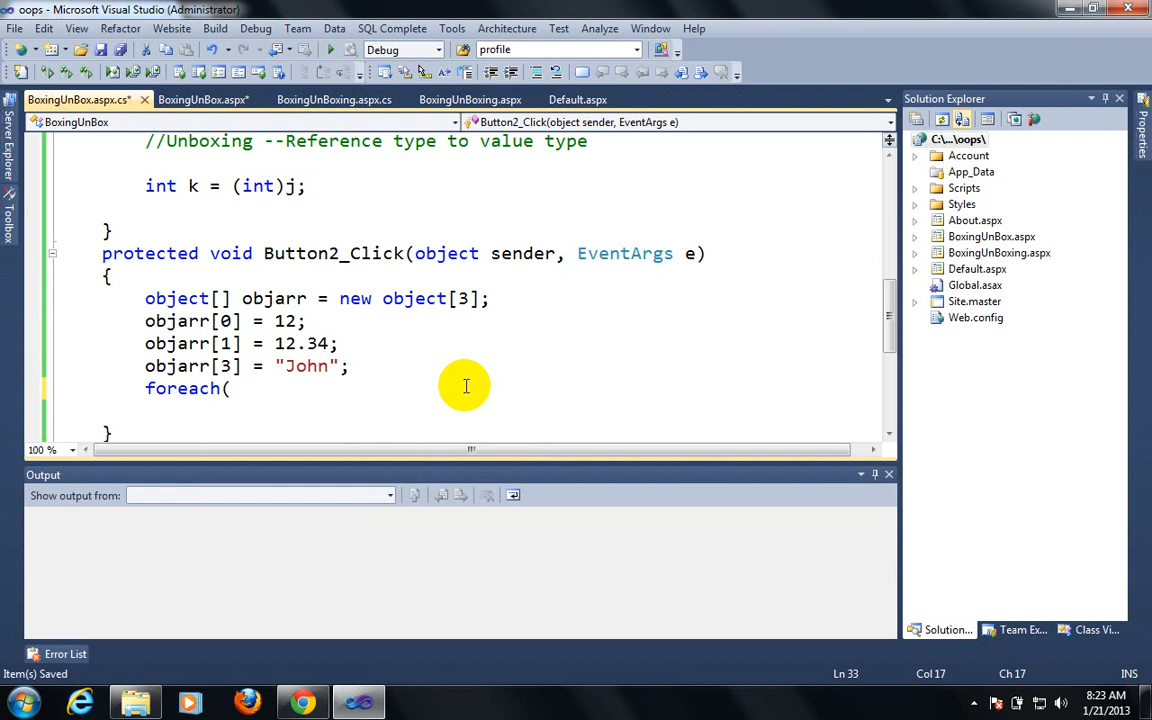 oops - Microsoft Visual Studio (Administrator)
File Edit View Refactor Website Build Debug Team Data SQL Complete Tools Architecture Test Analyze Window Help
Debug profile
BoxingUnBox.aspx.cs* BoxingUnBox.aspx* BoxingUnBoxing.aspx.cs BoxingUnBoxing.aspx Default.aspx
BoxingUnBox Button2_Click(object sender, EventArgs e)
//Unboxing --Reference type to value type
int k = (int)j;
}
protected void Button2_Click(object sender, EventArgs e)
{
object[] objarr = new object[3];
objarr[0] = 12;
objarr[1] = 12.34;
objarr[3] = "John";
foreach(
}
100 %
Output
Show output from:
Error List
Item(s) Saved Ln 33 Col 17 Ch 17 INS
Server Explorer
Toolbox
Solution Explorer
C:\...\oops\
Account
App_Data
Scripts
Styles
About.aspx
BoxingUnBox.aspx
BoxingUnBoxing.aspx
Default.aspx
Global.asax
Site.master
Web.config
Solution... Team Ex... Class Vi...
Properties
8:23 AM
1/21/2013